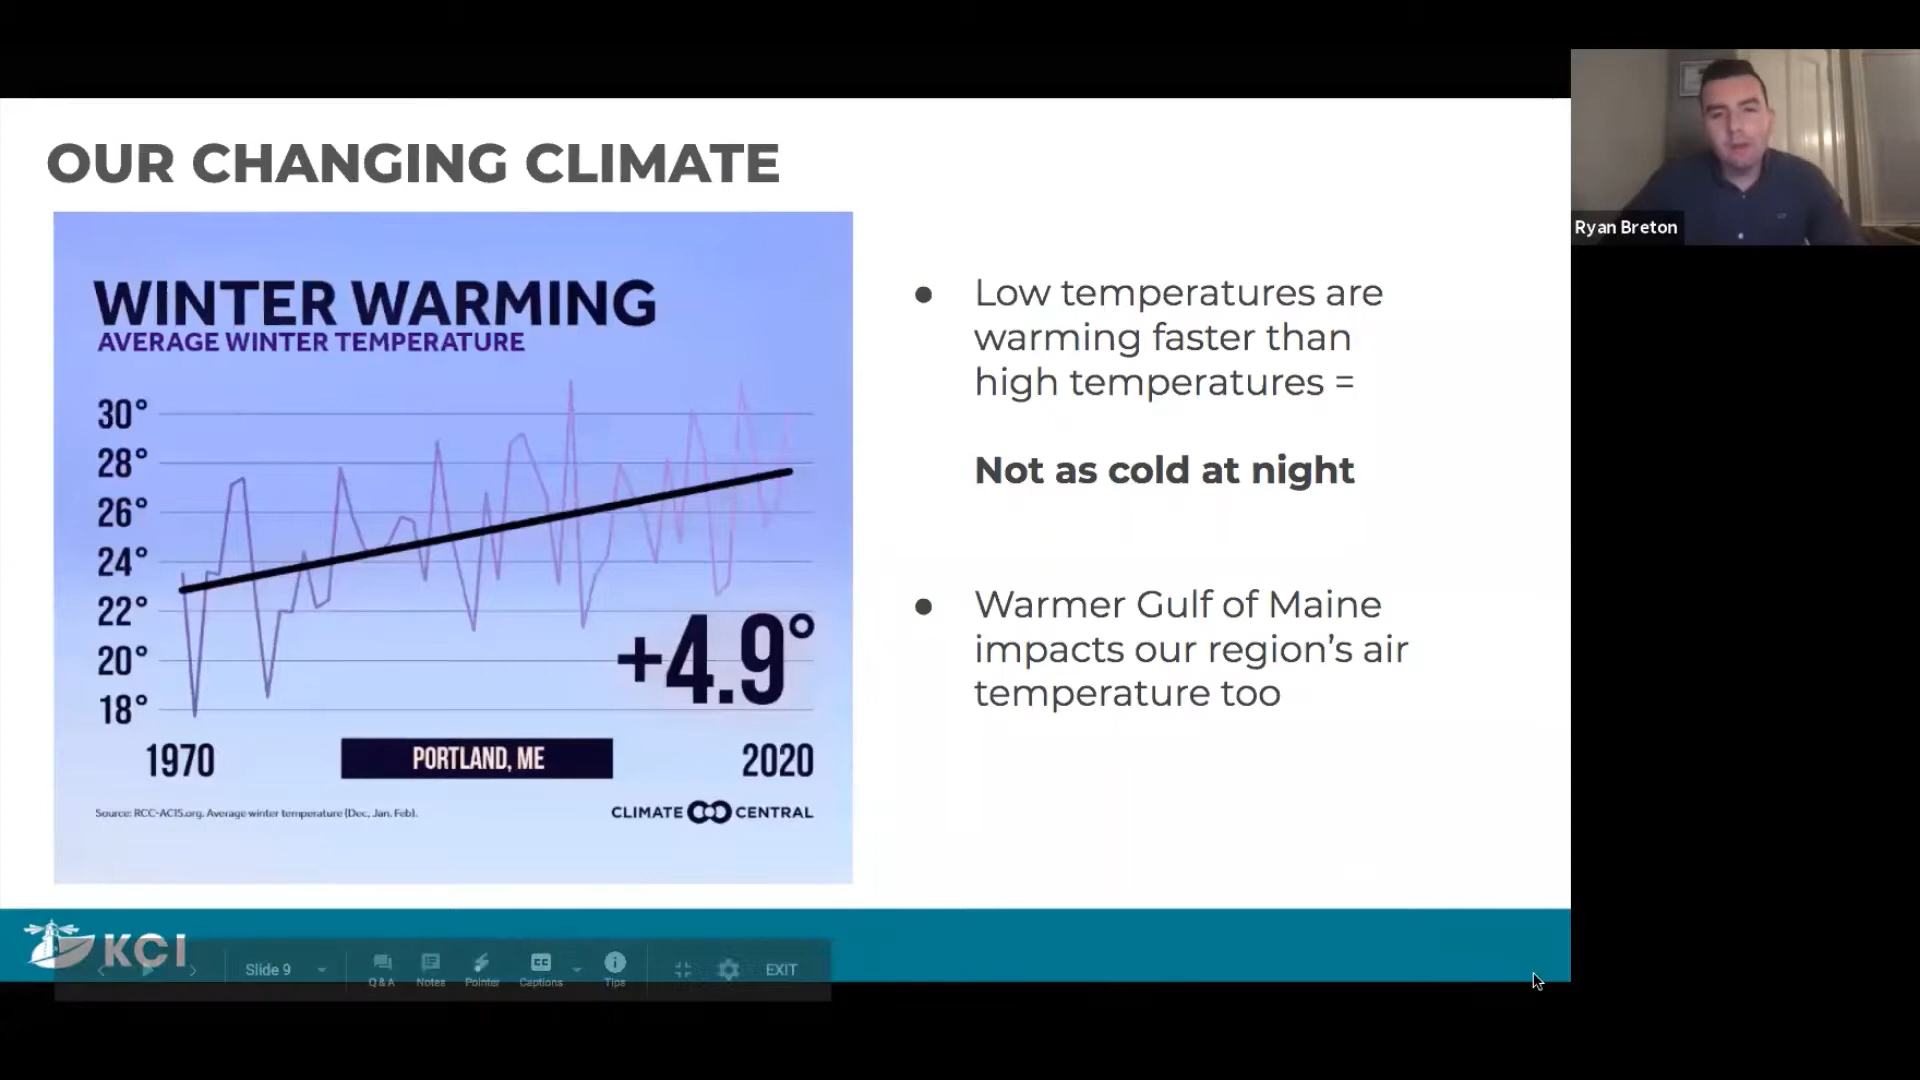 OUR CHANGING CLIMATE
WINTER WARMING
AVERAGE WINTER TEMPERATURE
30°
28°
26°
24°
22°
20°
18°
+4.9°
1970
PORTLAND, ME
2020
Source: RCC-ACIS.org. Average winter temperature (Dec, Jan, Feb).
CLIMATE CENTRAL
● Low temperatures are
warming faster than
high temperatures =
Not as cold at night
● Warmer Gulf of Maine
impacts our region's air
temperature too
Ryan Breton
KCI
Slide 9
Q & A
Notes
Pointer
CC
Captions
Tips
EXIT